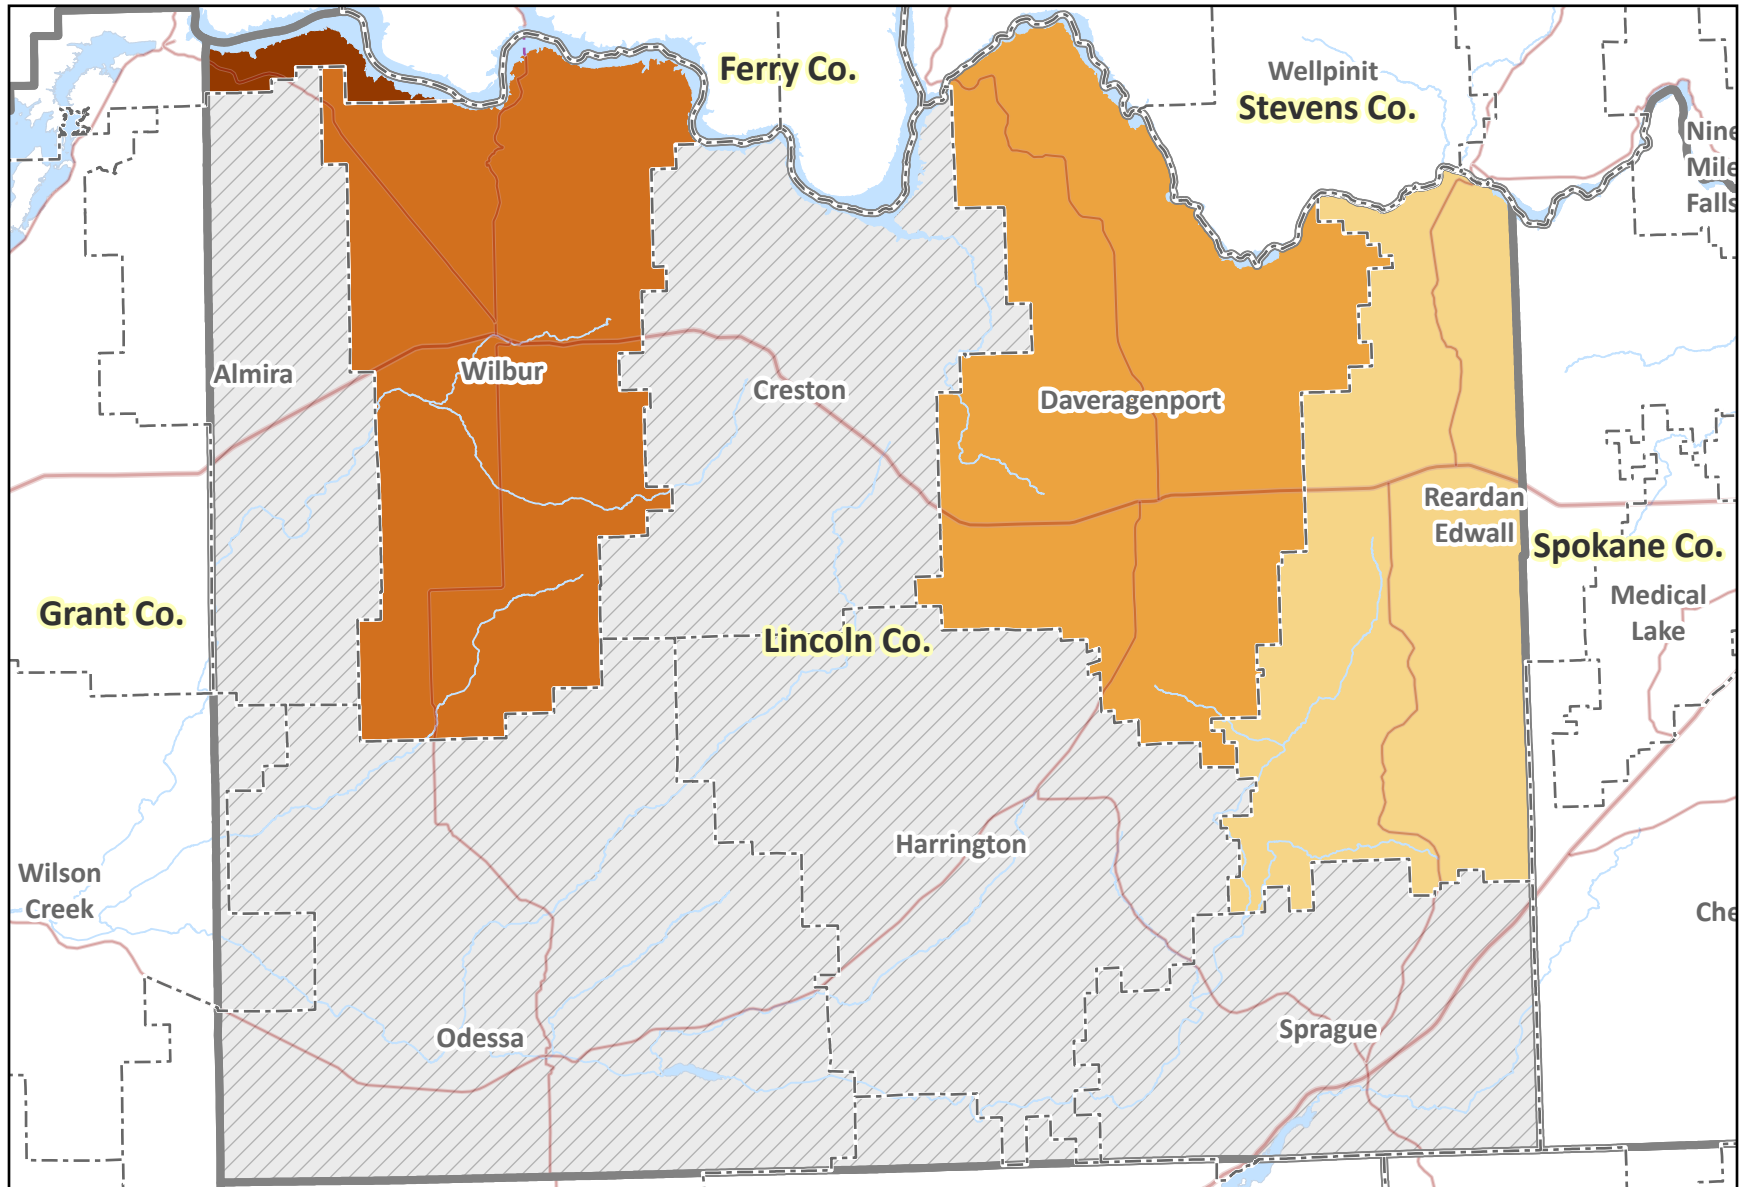 Ferry Co.
Wellpinit
Stevens Co.
Nine
Mile
Falls
Almira
Wilbur
Creston
Daveragenport
Reardan
Edwall
Spokane Co.
Grant Co.
Lincoln Co.
Medical
Lake
Harrington
Wilson
Creek
Che
Odessa
Sprague